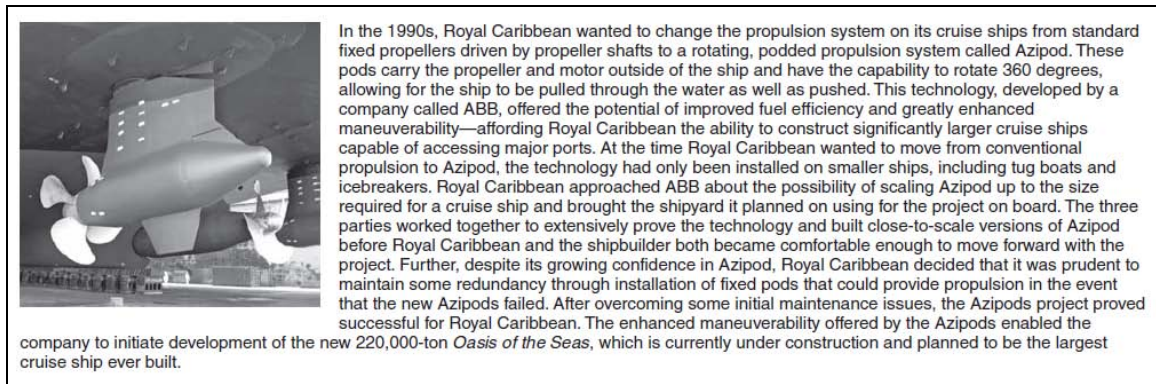 In the 1990s, Royal Caribbean wanted to change the propulsion system on its cruise ships from standard
fixed propellers driven by propeller shafts to a rotating, podded propulsion system called Azipod. These
pods carry the propeller and motor outside of the ship and have the capability to rotate 360 degrees,
allowing for the ship to be pulled through the water as well as pushed. This technology, developed by a
company called ABB, offered the potential of improved fuel efficiency and greatly enhanced
maneuverability—affording Royal Caribbean the ability to construct significantly larger cruise ships
capable of accessing major ports. At the time Royal Caribbean wanted to move from conventional
propulsion to Azipod, the technology had only been installed on smaller ships, including tug boats and
icebreakers. Royal Caribbean approached ABB about the possibility of scaling Azipod up to the size
required for a cruise ship and brought the shipyard it planned on using for the project on board. The three
parties worked together to extensively prove the technology and built close-to-scale versions of Azipod
before Royal Caribbean and the shipbuilder both became comfortable enough to move forward with the
project. Further, despite its growing confidence in Azipod, Royal Caribbean decided that it was prudent to
maintain some redundancy through installation of fixed pods that could provide propulsion in the event
that the new Azipods failed. After overcoming some initial maintenance issues, the Azipods project proved
successful for Royal Caribbean. The enhanced maneuverability offered by the Azipods enabled the
company to initiate development of the new 220,000-ton Oasis of the Seas, which is currently under construction and planned to be the largest
cruise ship ever built.